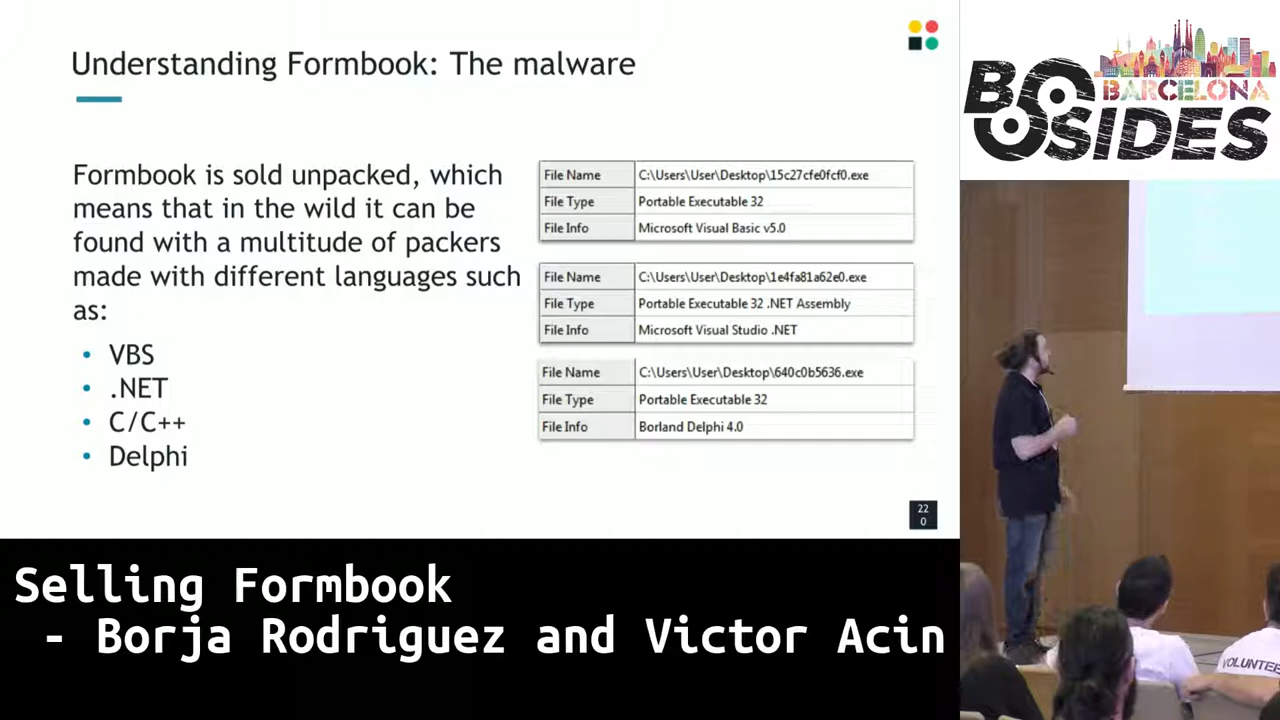 Understanding Formbook: The malware
Formbook is sold unpacked, which
means that in the wild it can be
found with a multitude of packers
made with different languages such
as:
• VBS
• .NET
• C/C++
• Delphi
File Name C:\Users\User\Desktop\15c27cfe0fcf0.exe
File Type Portable Executable 32
File Info Microsoft Visual Basic v5.0
File Name C:\Users\User\Desktop\1e4fa81a62e0.exe
File Type Portable Executable 32 .NET Assembly
File Info Microsoft Visual Studio .NET
File Name C:\Users\User\Desktop\640c0b5636.exe
File Type Portable Executable 32
File Info Borland Delphi 4.0
22
0
BSIDES
BARCELONA
VOLUNTEE
Selling Formbook
- Borja Rodriguez and Victor Acin